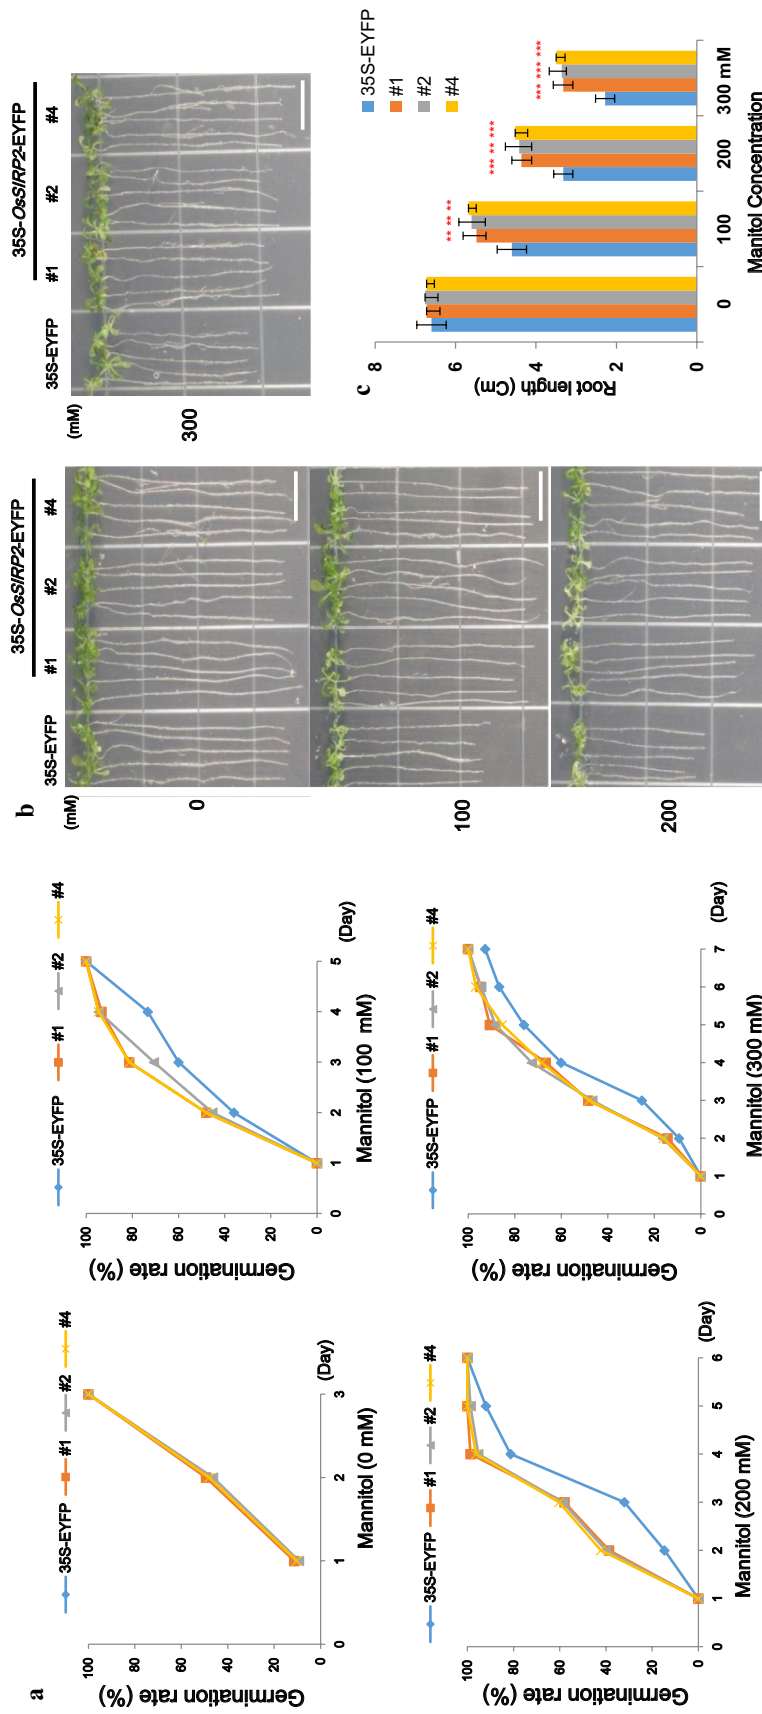 a
35S-EYFP #1 #2 #4
Germination rate (%)
100
80
60
40
20
0
0 1 2 3
(Day)
Mannitol (0 mM)
35S-EYFP #1 #2 #4
Germination rate (%)
100
80
60
40
20
0
0 1 2 3 4 5
(Day)
Mannitol (100 mM)
35S-EYFP #1 #2 #4
Germination rate (%)
100
80
60
40
20
0
0 1 2 3 4 5 6
(Day)
Mannitol (200 mM)
35S-EYFP #1 #2 #4
Germination rate (%)
100
80
60
40
20
0
0 1 2 3 4 5 6 7
(Day)
Mannitol (300 mM)
b
35S-OsSIRP2-EYFP
(mM) 35S-EYFP #1 #2 #4
0
100
200
35S-OsSIRP2-EYFP
(mM) 35S-EYFP #1 #2 #4
300
c
Root length (Cm)
8
6
4
2
0
** ** **
*** ** ***
*** *** ***
35S-EYFP
#1
#2
#4
0 100 200 300 mM
Manitol Concentration